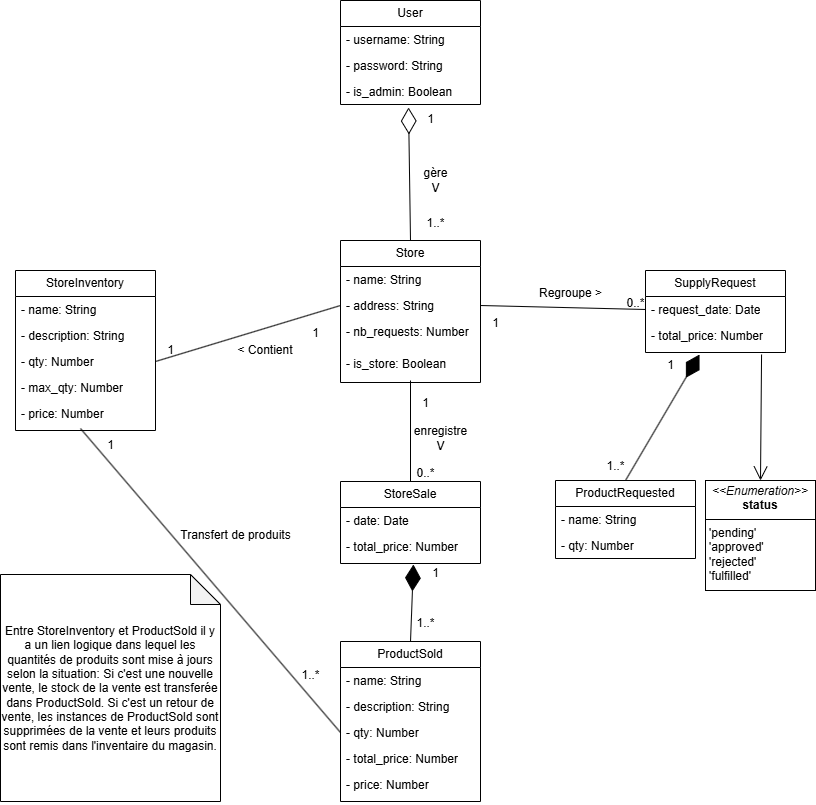 User
- username: String
- password: String
- is_admin: Boolean
1
gère
V
1..*
Store
- name: String
- address: String
- nb_requests: Number
- is_store: Boolean
StoreInventory
- name: String
- description: String
- qty: Number
- max_qty: Number
- price: Number
1
< Contient
1
Regroupe >
1
0..*
SupplyRequest
- request_date: Date
- total_price: Number
1
1..*
ProductRequested
- name: String
- qty: Number
<<Enumeration>>
status
'pending'
'approved'
'rejected'
'fulfilled'
1
enregistre
V
0..*
StoreSale
- date: Date
- total_price: Number
1
1..*
ProductSold
- name: String
- description: String
- qty: Number
- total_price: Number
- price: Number
1
Transfert de produits
1..*
Entre StoreInventory et ProductSold il y
a un lien logique dans lequel les
quantités de produits sont mise à jours
selon la situation: Si c'est une nouvelle
vente, le stock de la vente est transferée
dans ProductSold. Si c'est un retour de
vente, les instances de ProductSold sont
supprimées de la vente et leurs produits
sont remis dans l'inventaire du magasin.